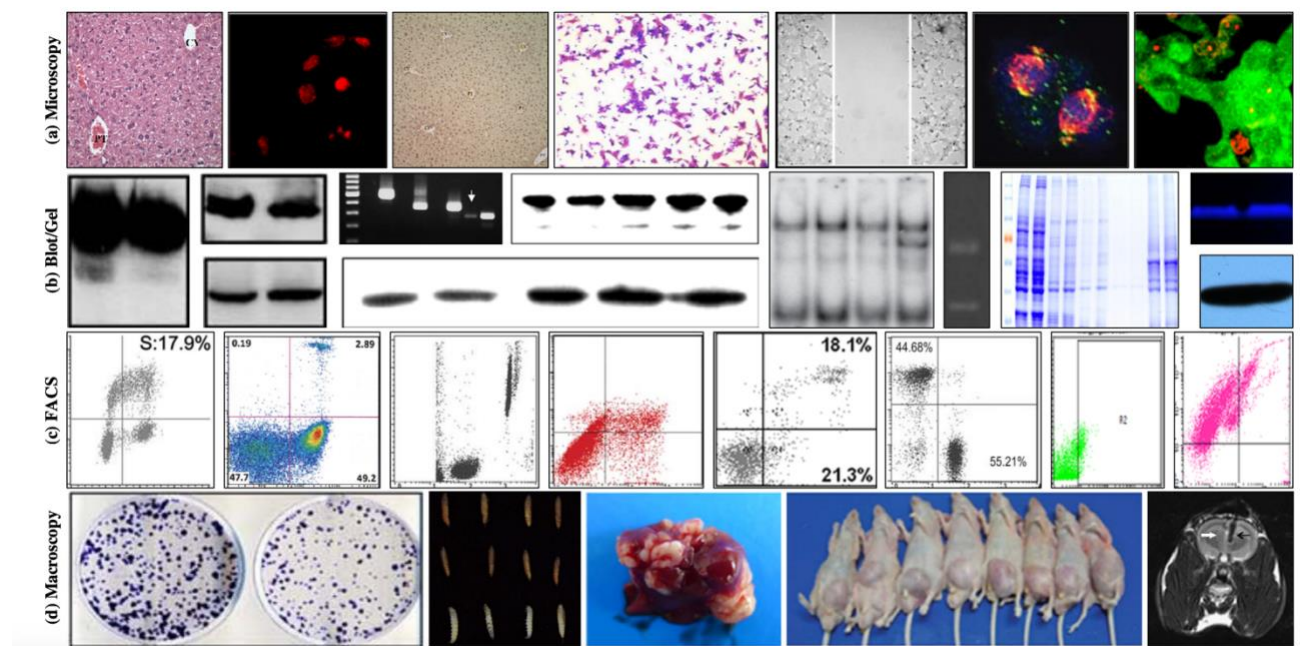 (a) Microscopy
CV
PT
(b) Blot/Gel
(c) FACS
S:17.9%
0.19
2.89
47.7
49.2
18.1%
21.3%
44.68%
55.21%
R2
(d) Macroscopy